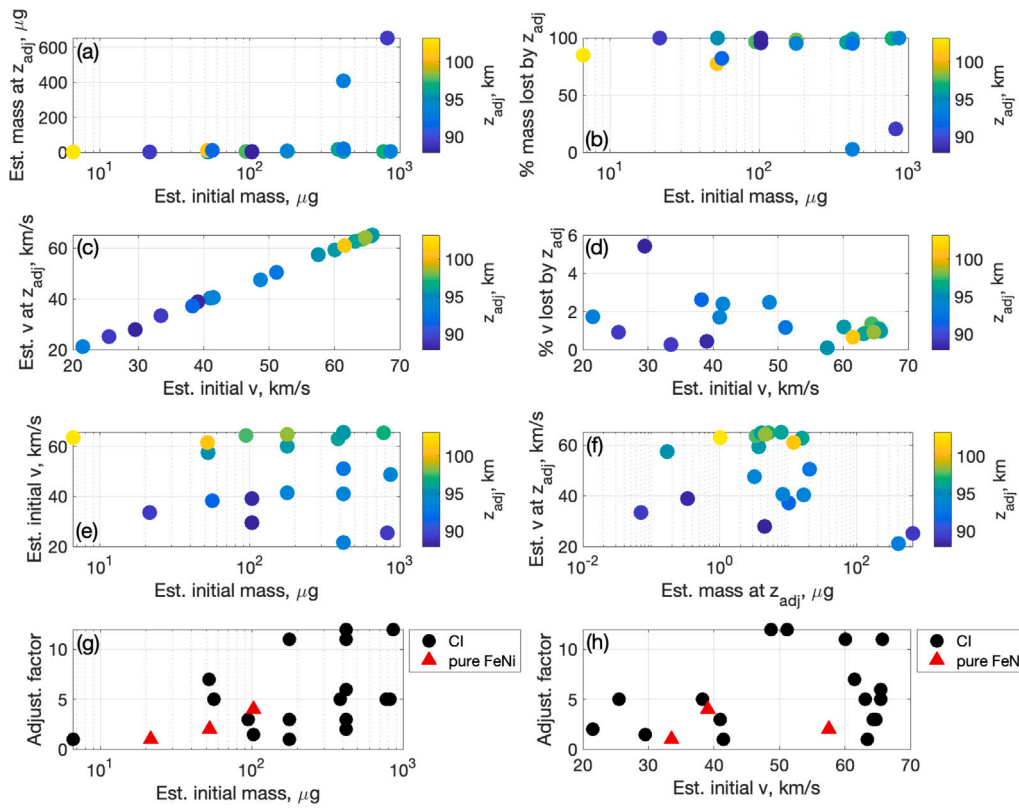 (a)
Est. mass at z_adj, μg
600
400
200
0
10^1
10^2
10^3
Est. initial mass, μg
100
95
90
z_adj, km
(b)
% mass lost by z_adj
100
50
0
10^1
10^2
10^3
Est. initial mass, μg
100
95
90
z_adj, km
(c)
Est. v at z_adj, km/s
60
40
20
20
30
40
50
60
70
Est. initial v, km/s
100
95
90
z_adj, km
(d)
% v lost by z_adj
6
4
2
0
20
30
40
50
60
70
Est. initial v, km/s
100
95
90
z_adj, km
(e)
Est. initial v, km/s
60
40
20
10^1
10^2
10^3
Est. initial mass, μg
100
95
90
z_adj, km
(f)
Est. v at z_adj, km/s
60
40
20
10^-2
10^0
10^2
Est. mass at z_adj, μg
100
95
90
z_adj, km
(g)
Adjust. factor
10
5
0
10^1
10^2
10^3
Est. initial mass, μg
CI
pure FeNi
(h)
Adjust. factor
10
5
0
20
30
40
50
60
70
Est. initial v, km/s
CI
pure FeNi